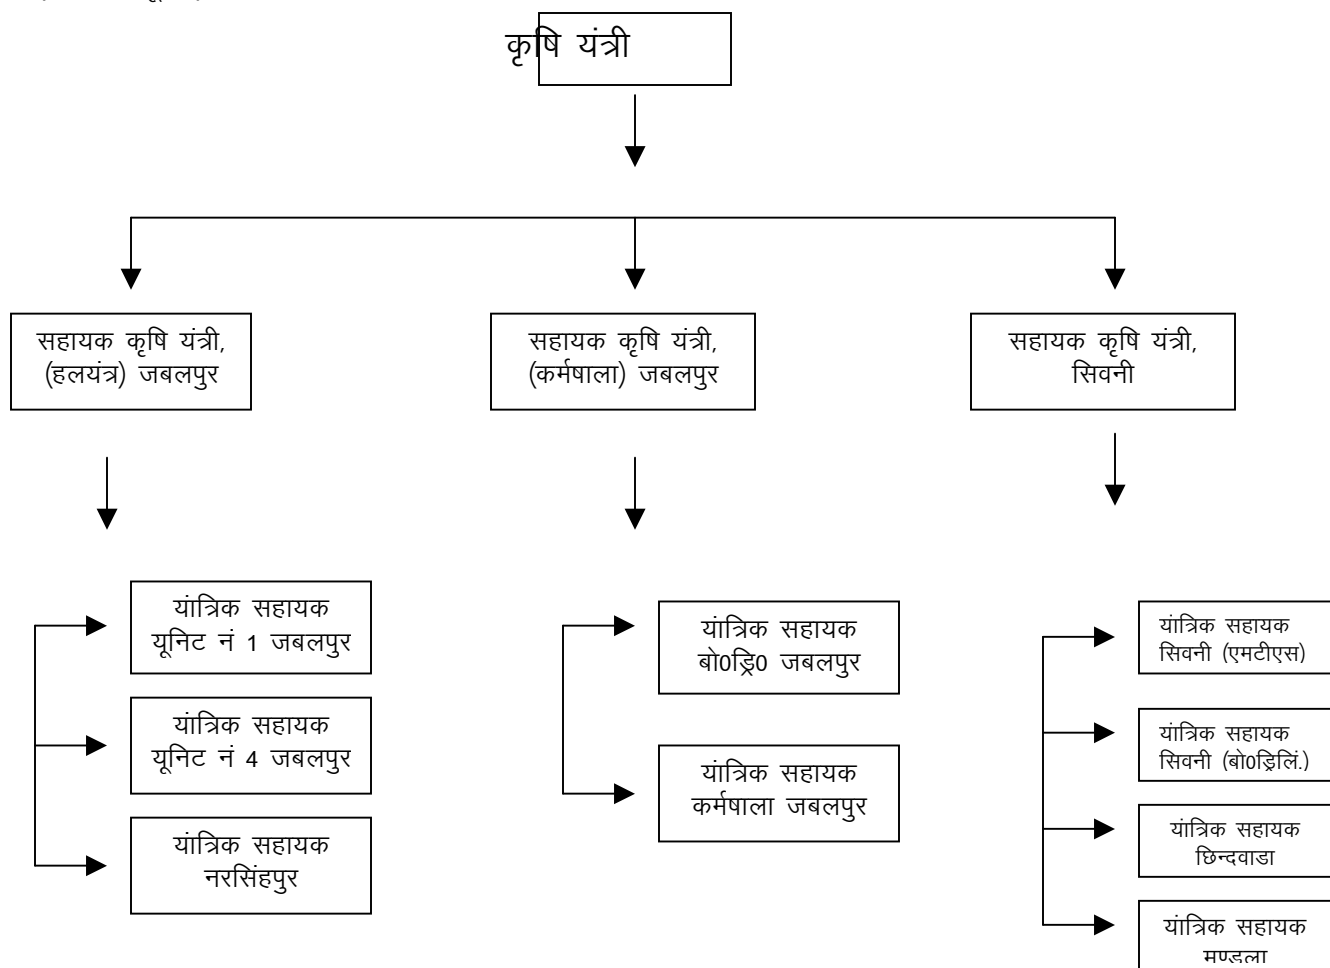 कृषि यंत्री
सहायक कृषि यंत्री,
(हलयंत्र) जबलपुर
सहायक कृषि यंत्री,
(कर्मषाला) जबलपुर
सहायक कृषि यंत्री,
सिवनी
यांत्रिक सहायक
यूनिट नं 1 जबलपुर
यांत्रिक सहायक
यूनिट नं 4 जबलपुर
यांत्रिक सहायक
नरसिंहपुर
यांत्रिक सहायक
बो0ड्रि0 जबलपुर
यांत्रिक सहायक
कर्मषाला जबलपुर
यांत्रिक सहायक
सिवनी (एमटीएस)
यांत्रिक सहायक
सिवनी (बो0ड्रिलिं.)
यांत्रिक सहायक
छिन्दवाडा
यांत्रिक सहायक
मण्डला